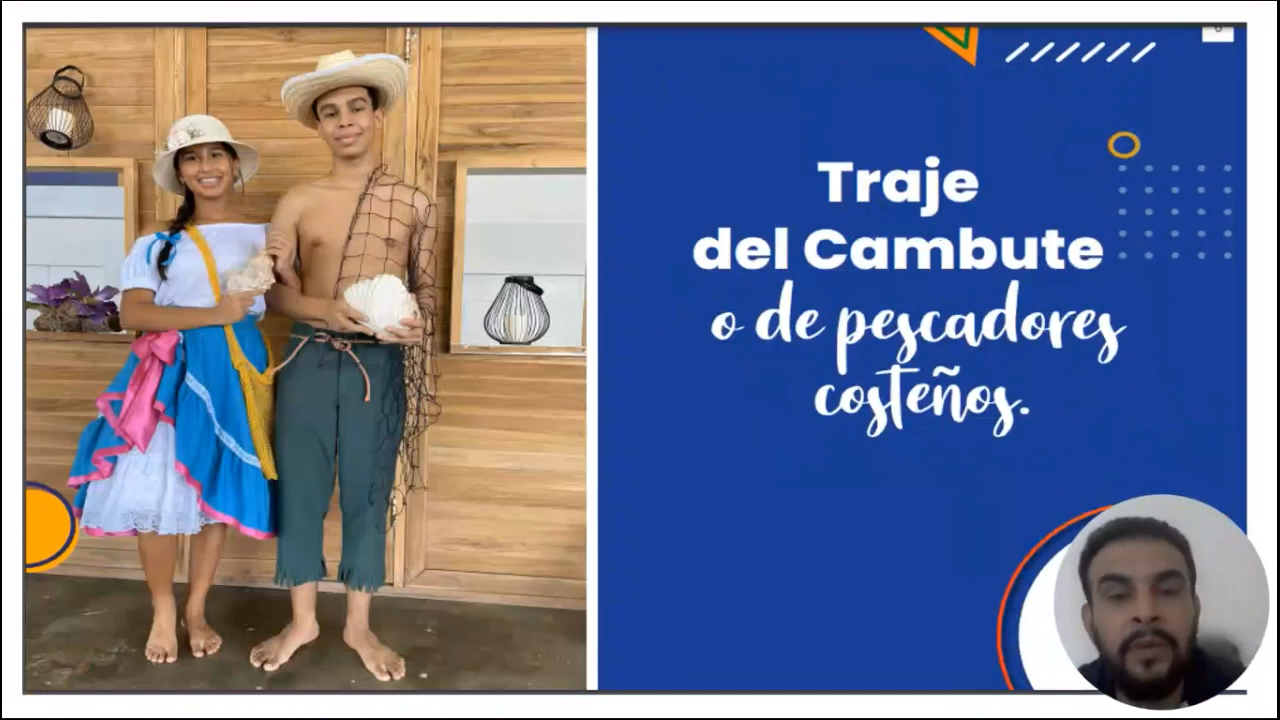 Traje
del Cambute
o de pescadores
costeños.